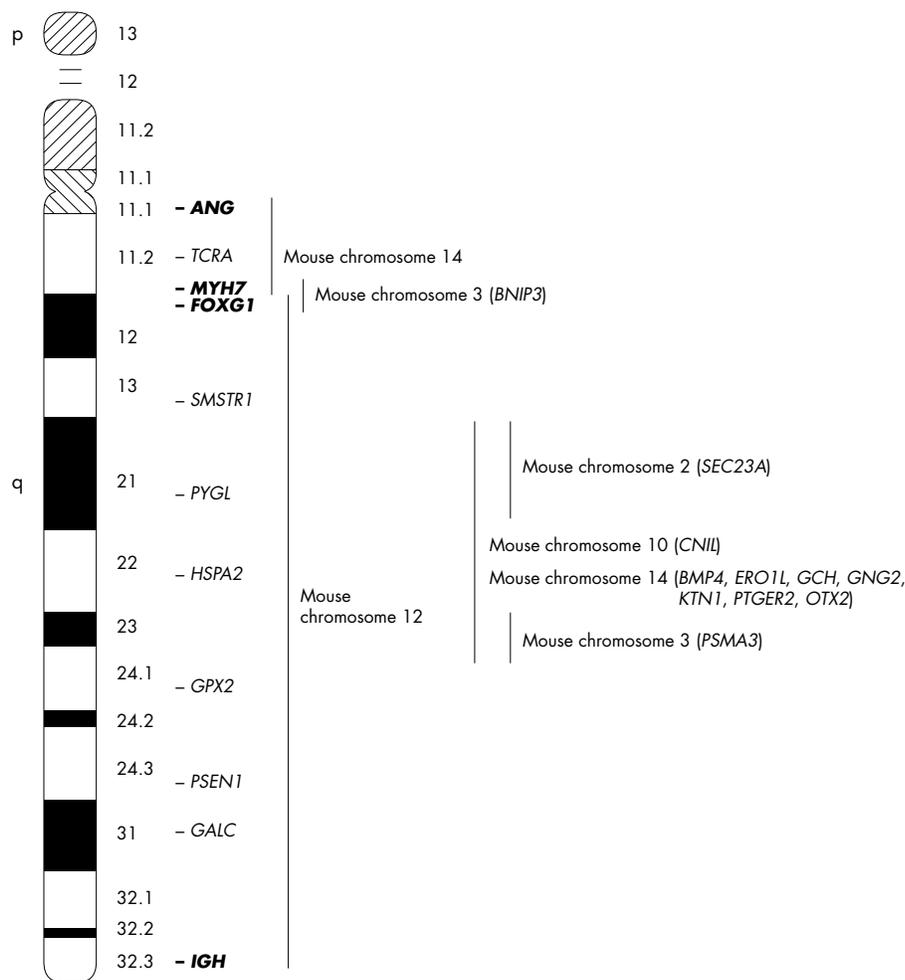 p
13
12
11.2
11.1
11.1 – ANG
11.2 – TCRA Mouse chromosome 14
– MYH7
Mouse chromosome 3 (BNIP3)
– FOXG1
12
13
– SMSTR1
Mouse chromosome 2 (SEC23A)
q
21
– PYGL
Mouse chromosome 10 (CNIL)
22
– HSPA2
Mouse chromosome 14 (BMP4, ERO1L, GCH, GNG2,
KTN1, PTGER2, OTX2)
Mouse
chromosome 12
23
Mouse chromosome 3 (PSMA3)
24.1
– GPX2
24.2
24.3
– PSEN1
31 – GALC
32.1
32.2
32.3 – IGH